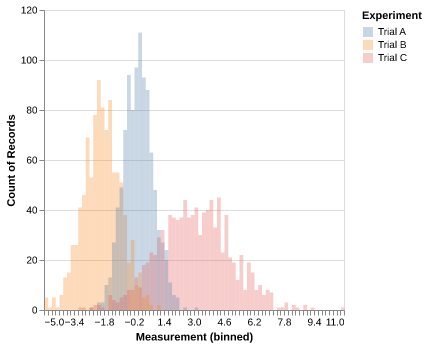 120
100
80
60
40
20
0
Count of Records
−5.0 −3.4 −1.8 −0.2 1.4 3.0 4.6 6.2 7.8 9.4 11.0
Measurement (binned)
Experiment
Trial A
Trial B
Trial C